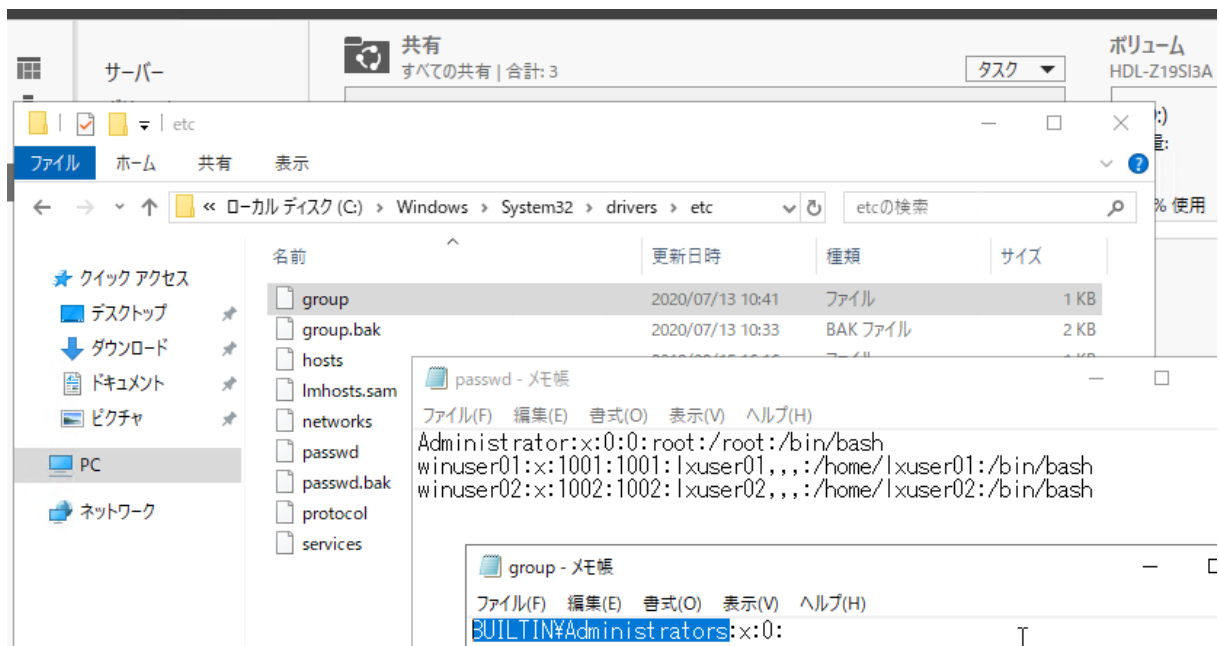 共有
すべての共有 | 合計: 3
タスク
サーバー
ボリューム
HDL-Z19SI3A
% 使用
etc
ファイル ホーム 共有 表示
« ローカル ディスク (C:) > Windows > System32 > drivers > etc
etcの検索
名前 更新日時 種類 サイズ
クイック アクセス
デスクトップ
ダウンロード
ドキュメント
ピクチャ
PC
ネットワーク
group 2020/07/13 10:41 ファイル 1 KB
group.bak 2020/07/13 10:33 BAK ファイル 2 KB
hosts
lmhosts.sam
networks
passwd
passwd.bak
protocol
services
passwd - メモ帳
ファイル(F) 編集(E) 書式(O) 表示(V) ヘルプ(H)
Administrator:x:0:0:root:/root:/bin/bash
winuser01:x:1001:1001:lxuser01,,,:/home/lxuser01:/bin/bash
winuser02:x:1002:1002:lxuser02,,,:/home/lxuser02:/bin/bash
group - メモ帳
ファイル(F) 編集(E) 書式(O) 表示(V) ヘルプ(H)
BUILTIN¥Administrators:x:0: